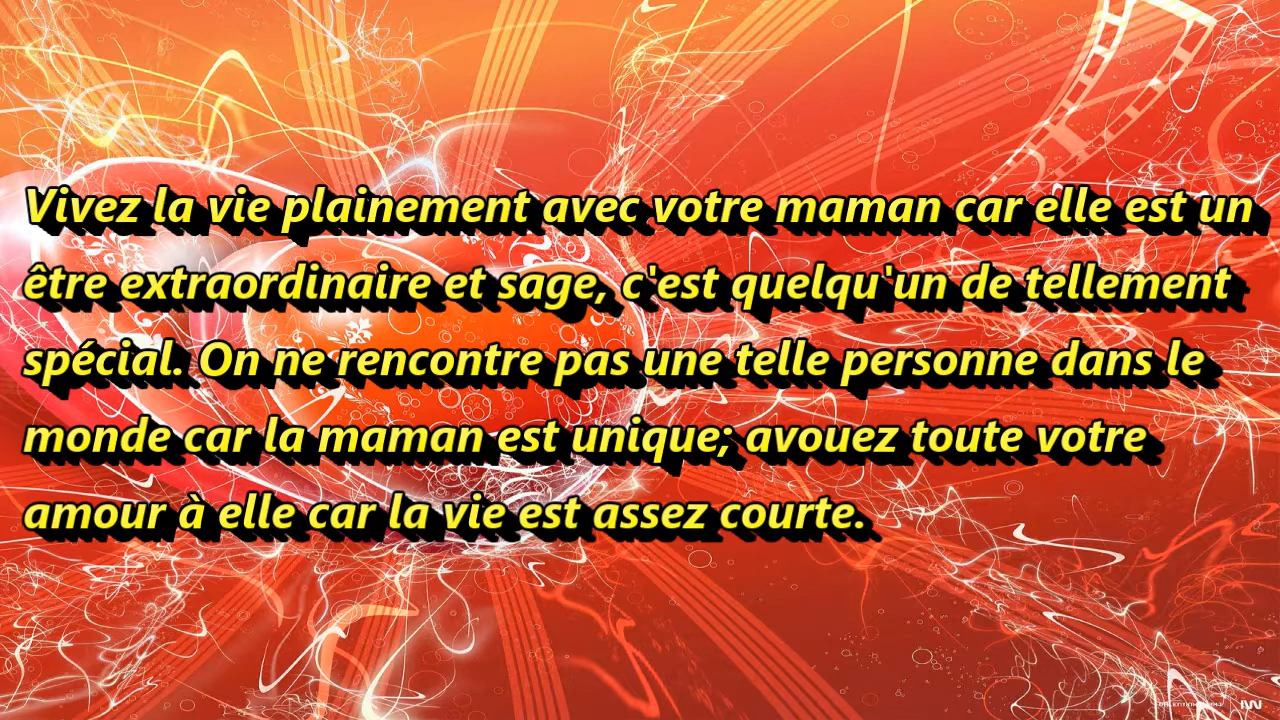 Vivez la vie plainement avec votre maman car elle est un
être extraordinaire et sage, c'est quelqu'un de tellement
spécial. On ne rencontre pas une telle personne dans le
monde car la maman est unique; avouez toute votre
amour à elle car la vie est assez courte.